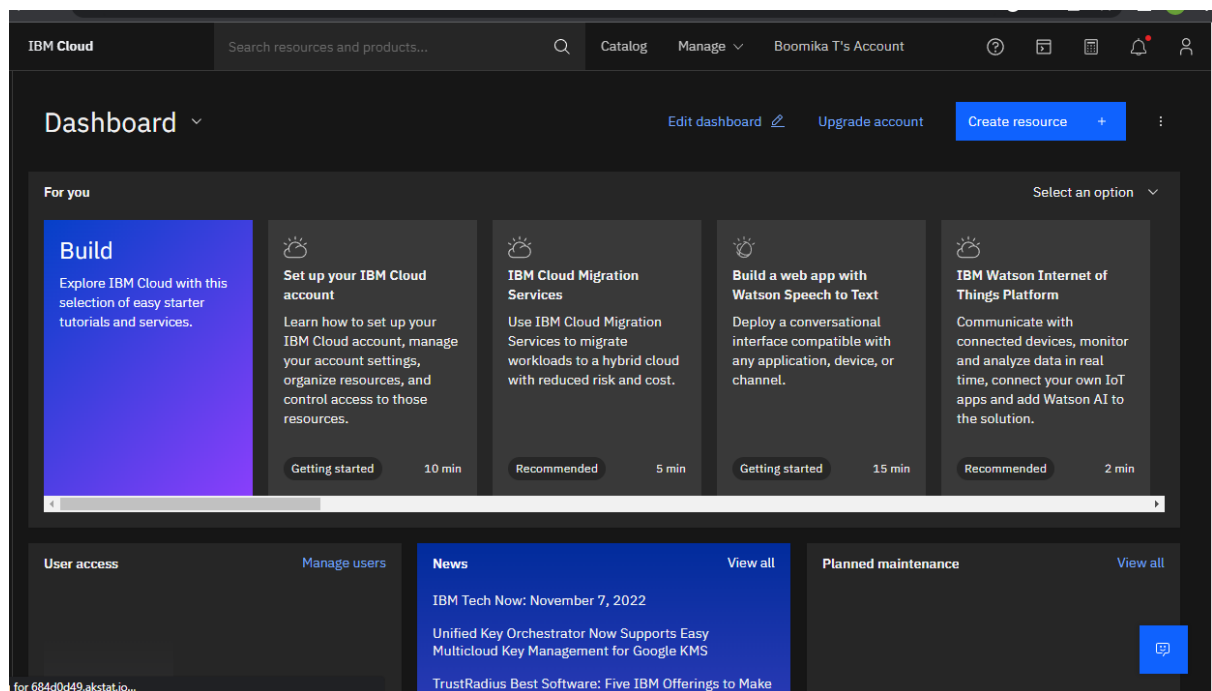 IBM Cloud
Search resources and products...
Catalog
Manage
Boomika T's Account
Dashboard
Edit dashboard
Upgrade account
Create resource +
For you
Select an option
Build
Explore IBM Cloud with this
selection of easy starter
tutorials and services.
Set up your IBM Cloud
account
Learn how to set up your
IBM Cloud account, manage
your account settings,
organize resources, and
control access to those
resources.
Getting started
10 min
IBM Cloud Migration
Services
Use IBM Cloud Migration
Services to migrate
workloads to a hybrid cloud
with reduced risk and cost.
Recommended
5 min
Build a web app with
Watson Speech to Text
Deploy a conversational
interface compatible with
any application, device, or
channel.
Getting started
15 min
IBM Watson Internet of
Things Platform
Communicate with
connected devices, monitor
and analyze data in real
time, connect your own IoT
apps and add Watson AI to
the solution.
Recommended
2 min
User access
Manage users
News
View all
IBM Tech Now: November 7, 2022
Unified Key Orchestrator Now Supports Easy
Multicloud Key Management for Google KMS
TrustRadius Best Software: Five IBM Offerings to Make
Planned maintenance
View all
for 684d0d49.akstat.io...